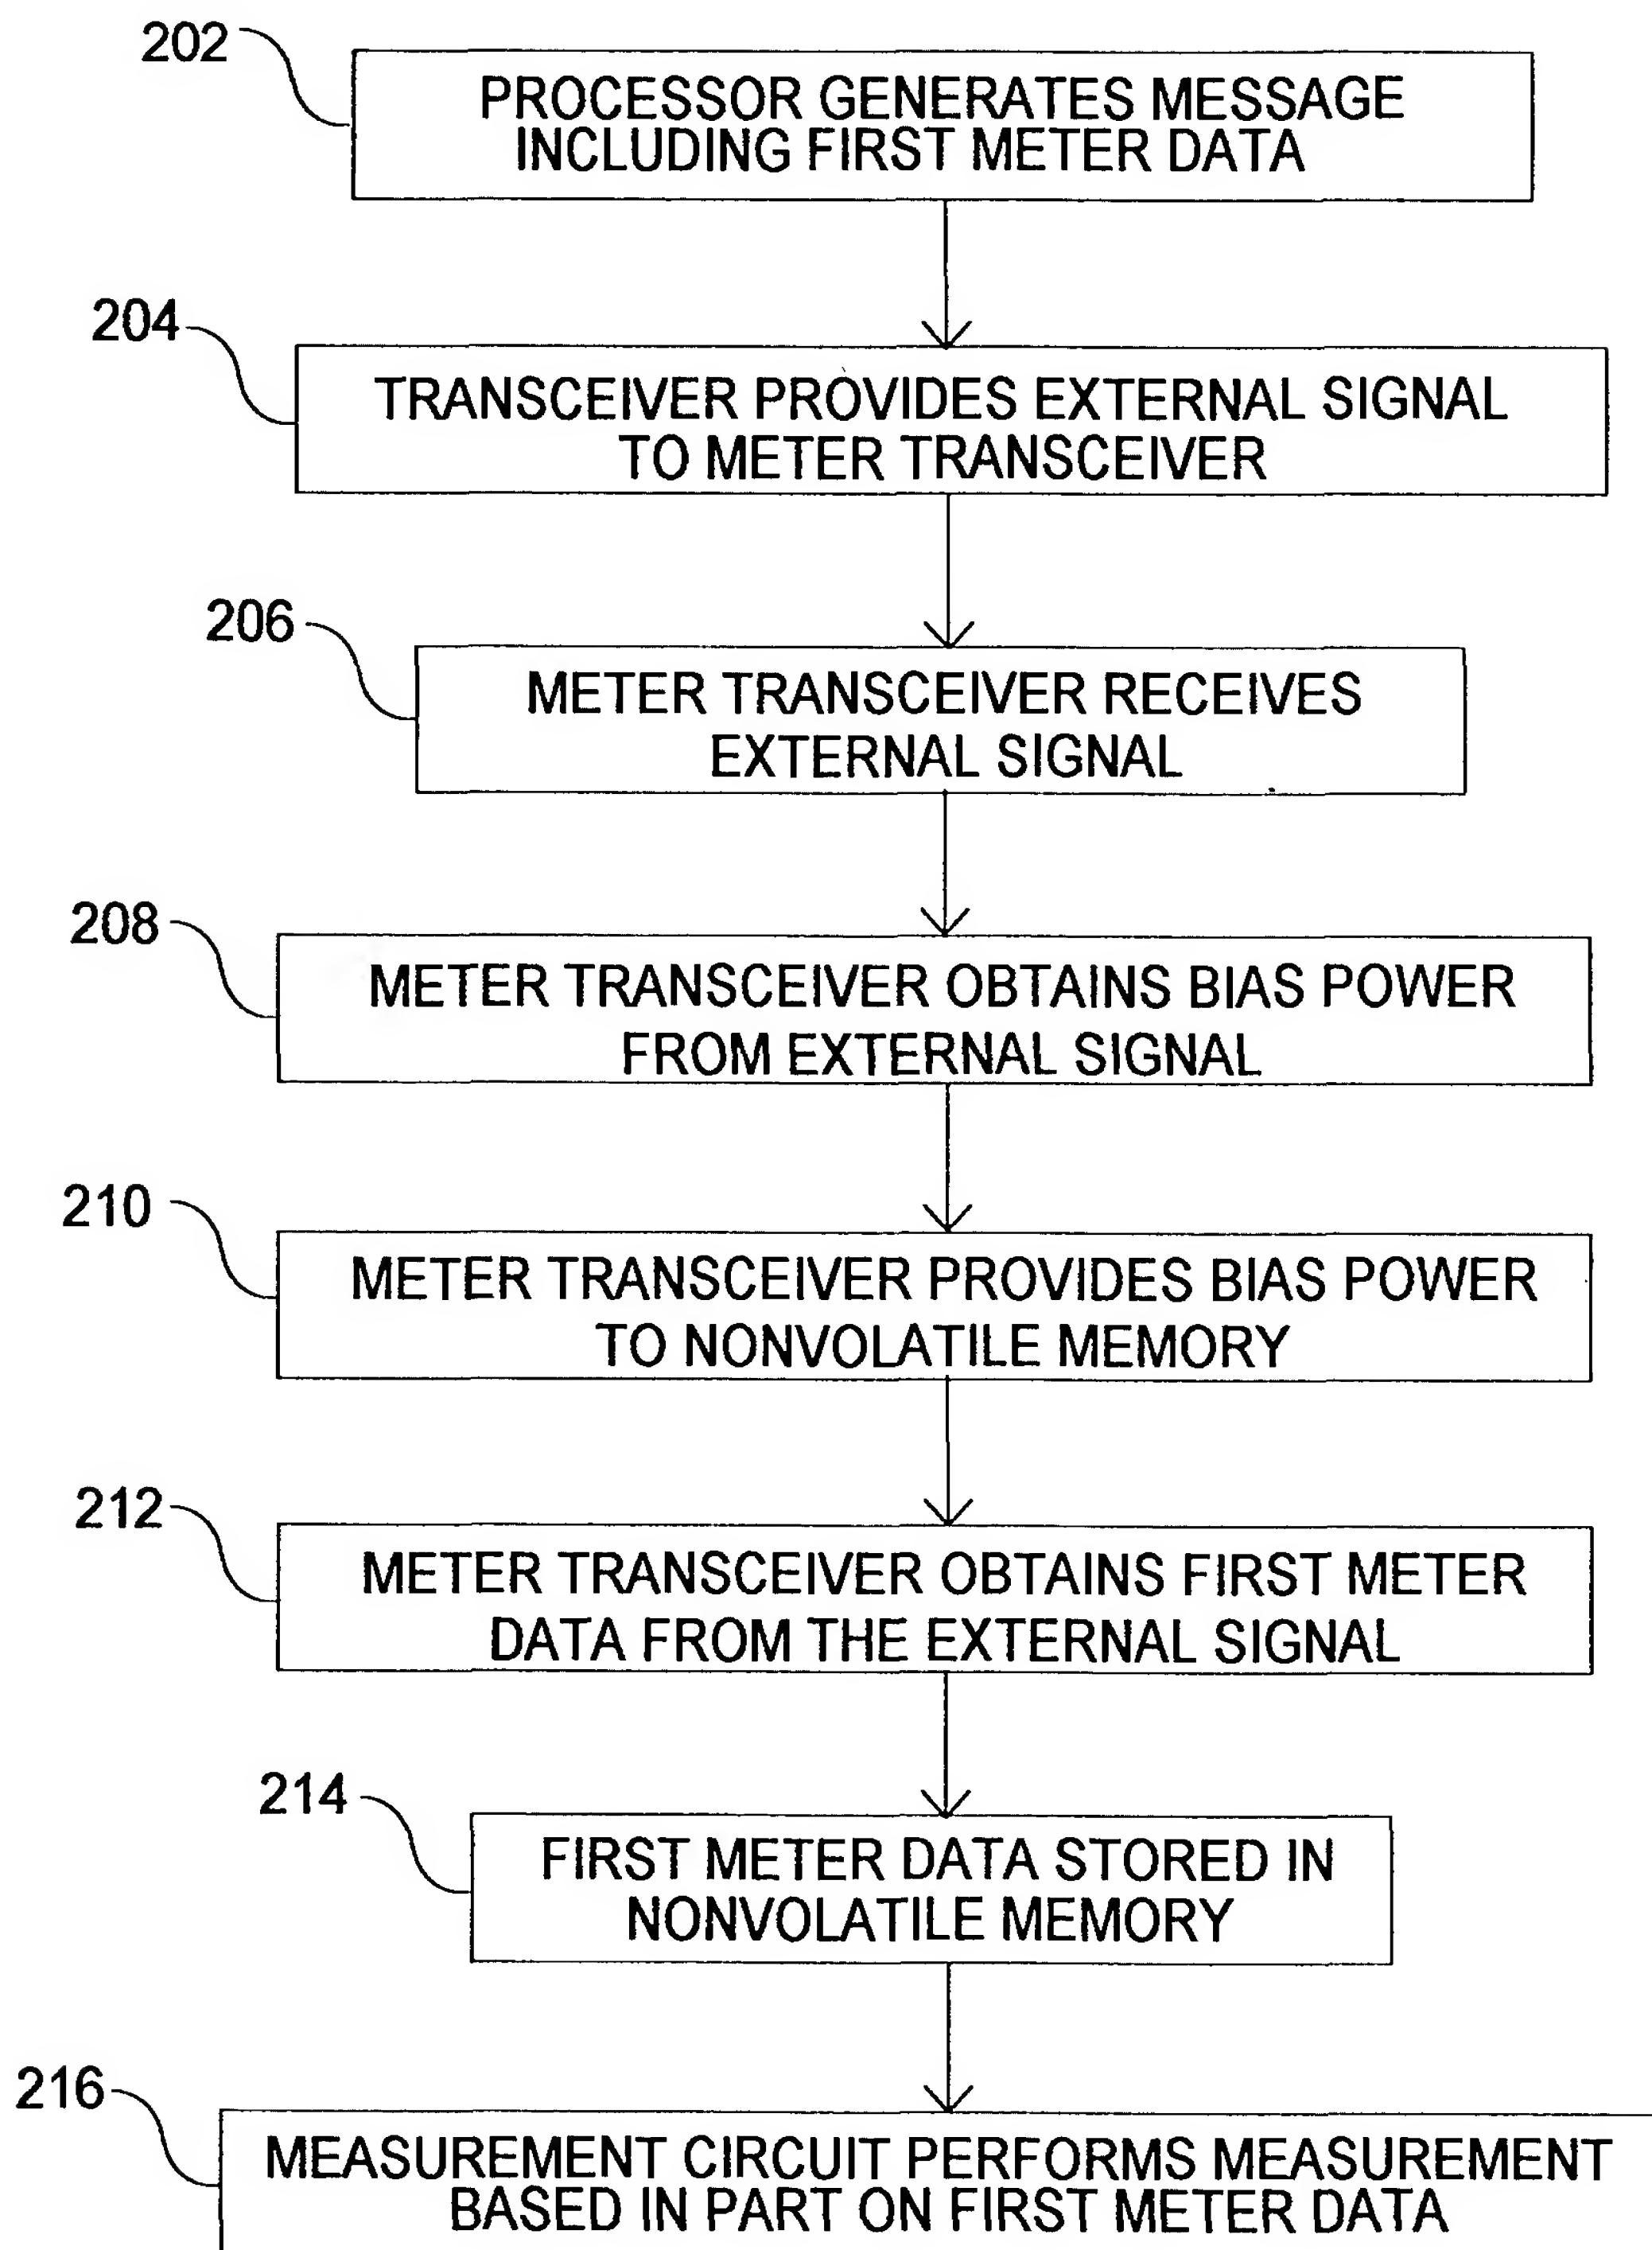 202
PROCESSOR GENERATES MESSAGE
INCLUDING FIRST METER DATA
204
TRANSCEIVER PROVIDES EXTERNAL SIGNAL
TO METER TRANSCEIVER
206
METER TRANSCEIVER RECEIVES
EXTERNAL SIGNAL
208
METER TRANSCEIVER OBTAINS BIAS POWER
FROM EXTERNAL SIGNAL
210
METER TRANSCEIVER PROVIDES BIAS POWER
TO NONVOLATILE MEMORY
212
METER TRANSCEIVER OBTAINS FIRST METER
DATA FROM THE EXTERNAL SIGNAL
214
FIRST METER DATA STORED IN
NONVOLATILE MEMORY
216
MEASUREMENT CIRCUIT PERFORMS MEASUREMENT
BASED IN PART ON FIRST METER DATA